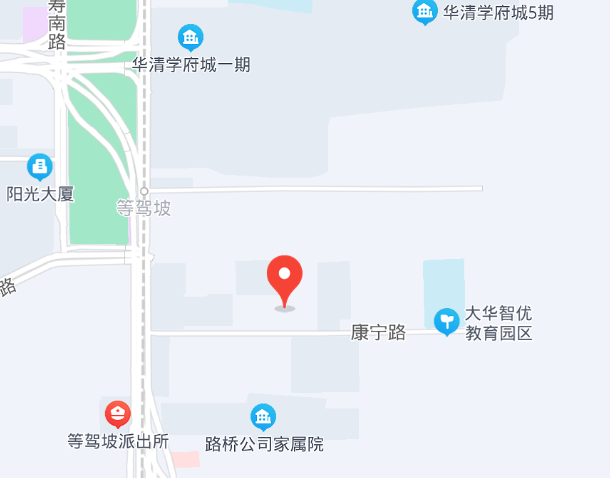 寿南路
华清学府城5期
华清学府城一期
阳光大厦
等驾坡
路
大华智优
教育园区
康宁路
等驾坡派出所
路桥公司家属院